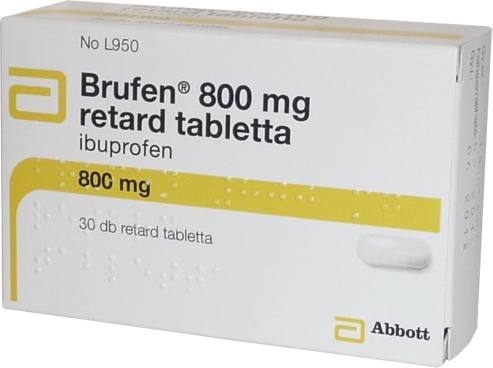 No L950
Brufen® 800 mg
retard tabletta
ibuprofen
800 mg
30 db retard tabletta
Abbott